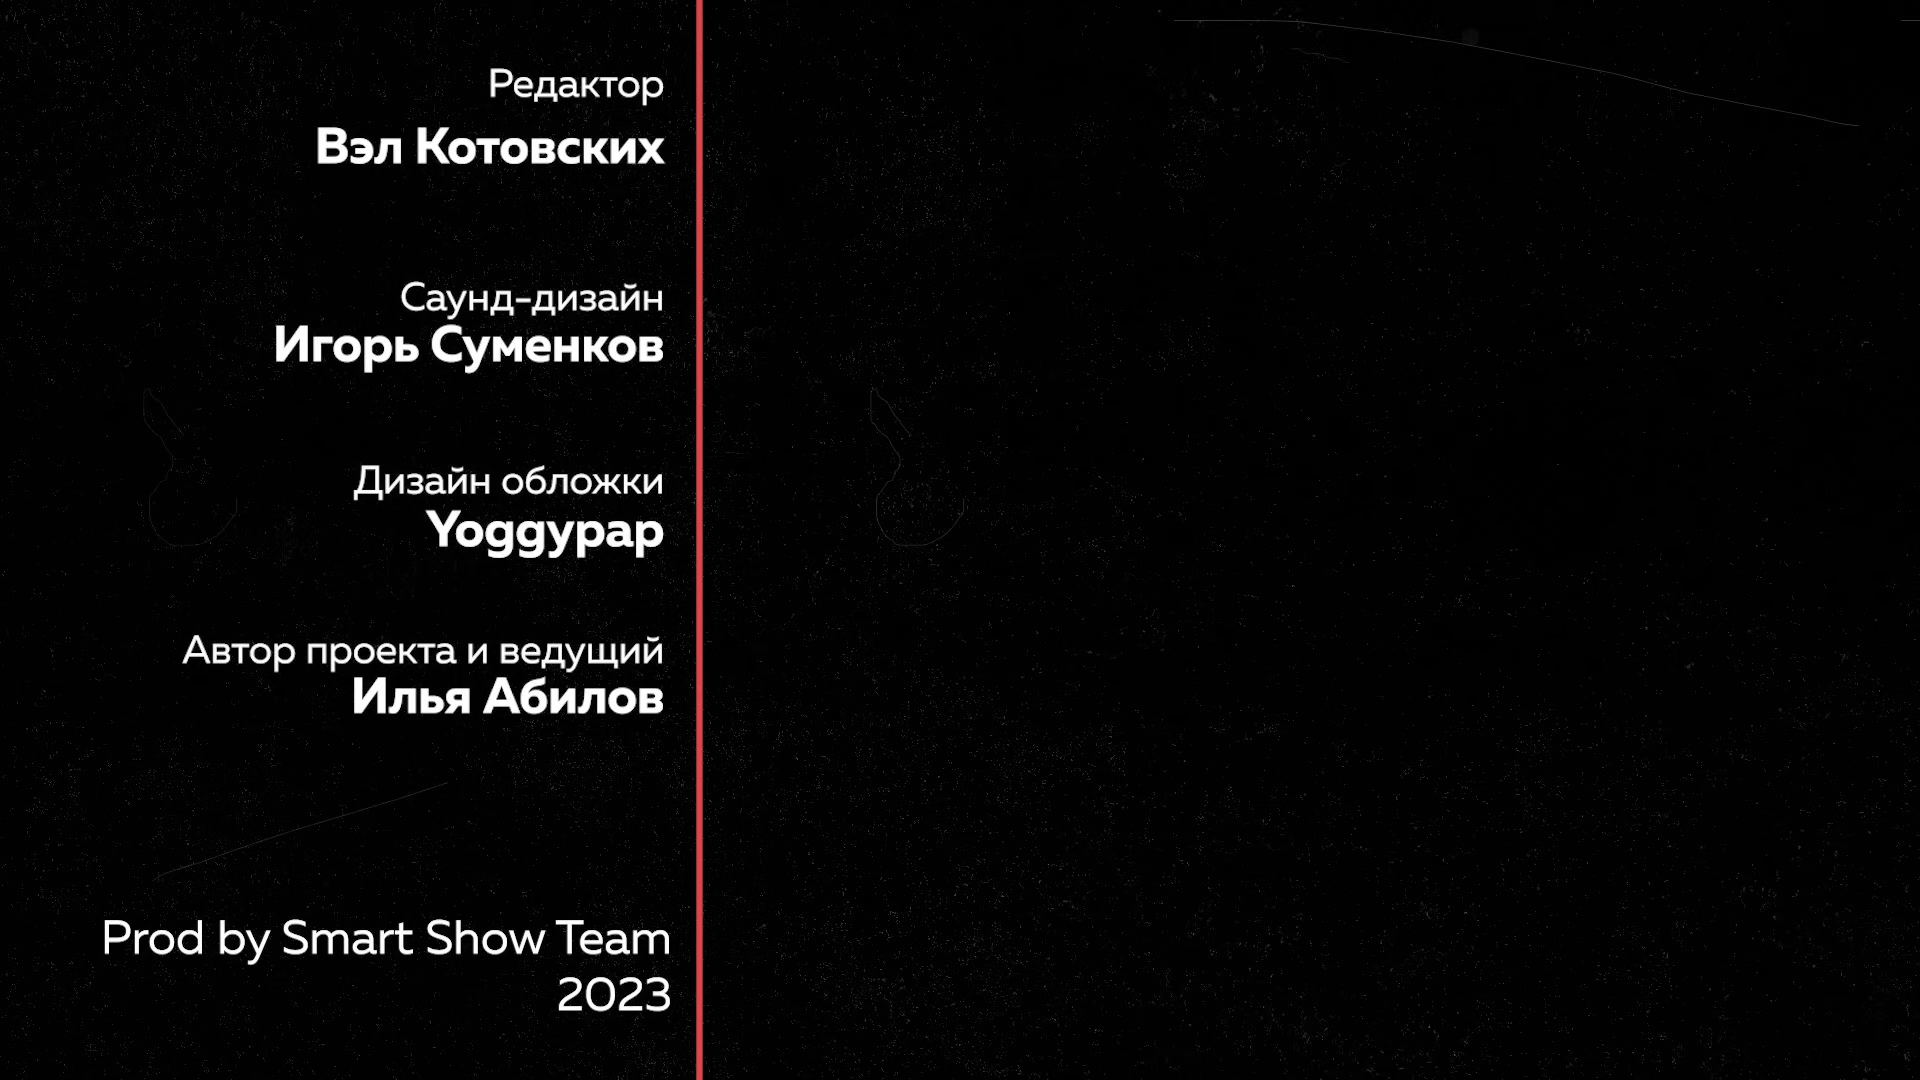 Редактор
Вэл Котовских
Саунд-дизайн
Игорь Суменков
Дизайн обложки
Yoggypap
Автор проекта и ведущий
Илья Абилов
Prod by Smart Show Team
2023